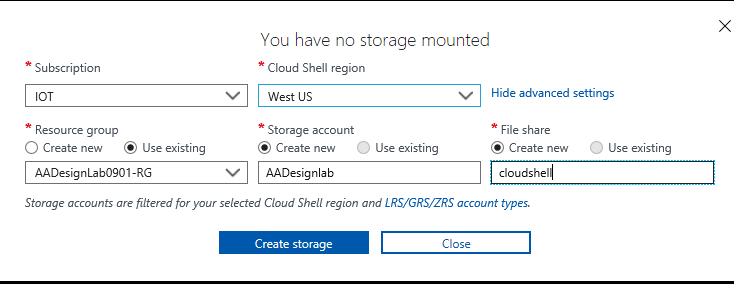 You have no storage mounted
* Subscription * Cloud Shell region
IOT West US Hide advanced settings
* Resource group * Storage account * File share
Create new Use existing Create new Use existing Create new Use existing
AADesignLab0901-RG AADesignlab cloudshell
Storage accounts are filtered for your selected Cloud Shell region and LRS/GRS/ZRS account types.
Create storage Close